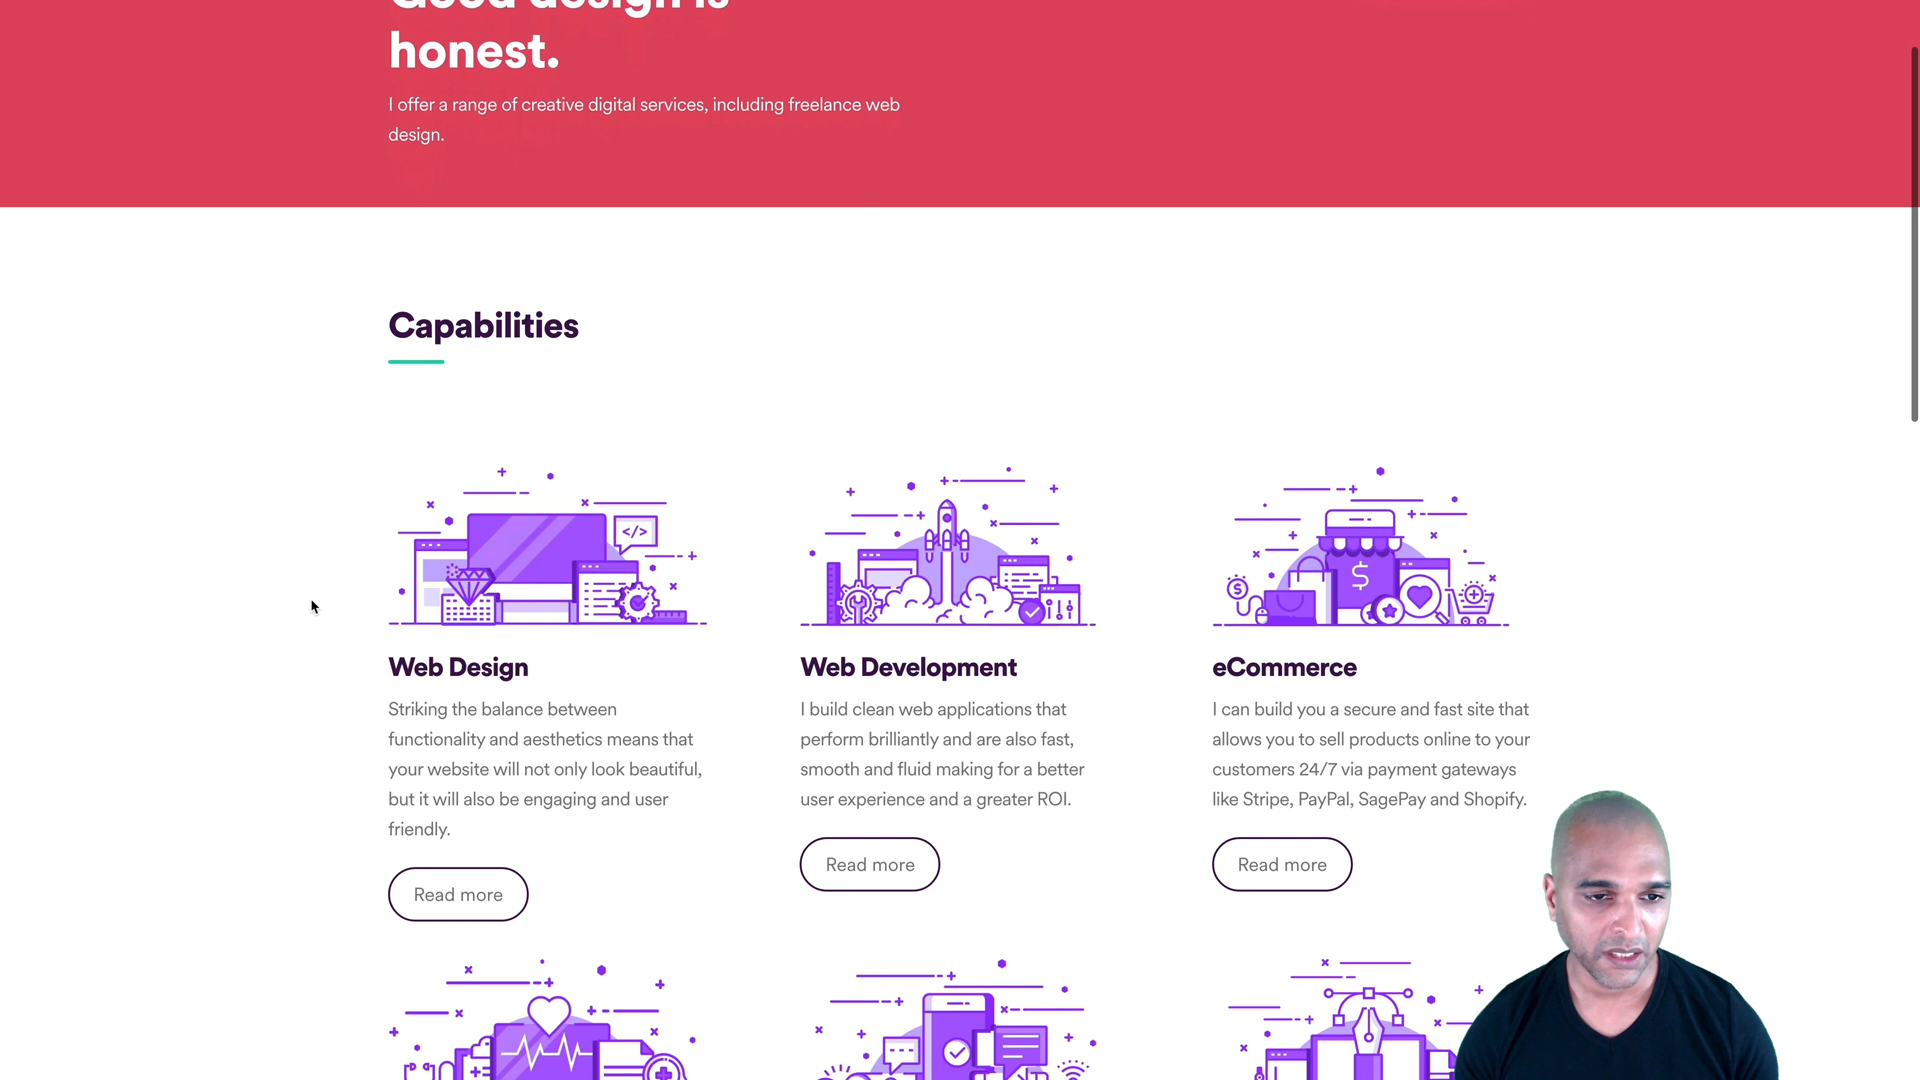 Good design is
honest.
I offer a range of creative digital services, including freelance web
design.
Capabilities
</>
$
$
Web Design
Striking the balance between
functionality and aesthetics means that
your website will not only look beautiful,
but it will also be engaging and user
friendly.
Read more
Web Development
I build clean web applications that
perform brilliantly and are also fast,
smooth and fluid making for a better
user experience and a greater ROI.
Read more
eCommerce
I can build you a secure and fast site that
allows you to sell products online to your
customers 24/7 via payment gateways
like Stripe, PayPal, SagePay and Shopify.
Read more